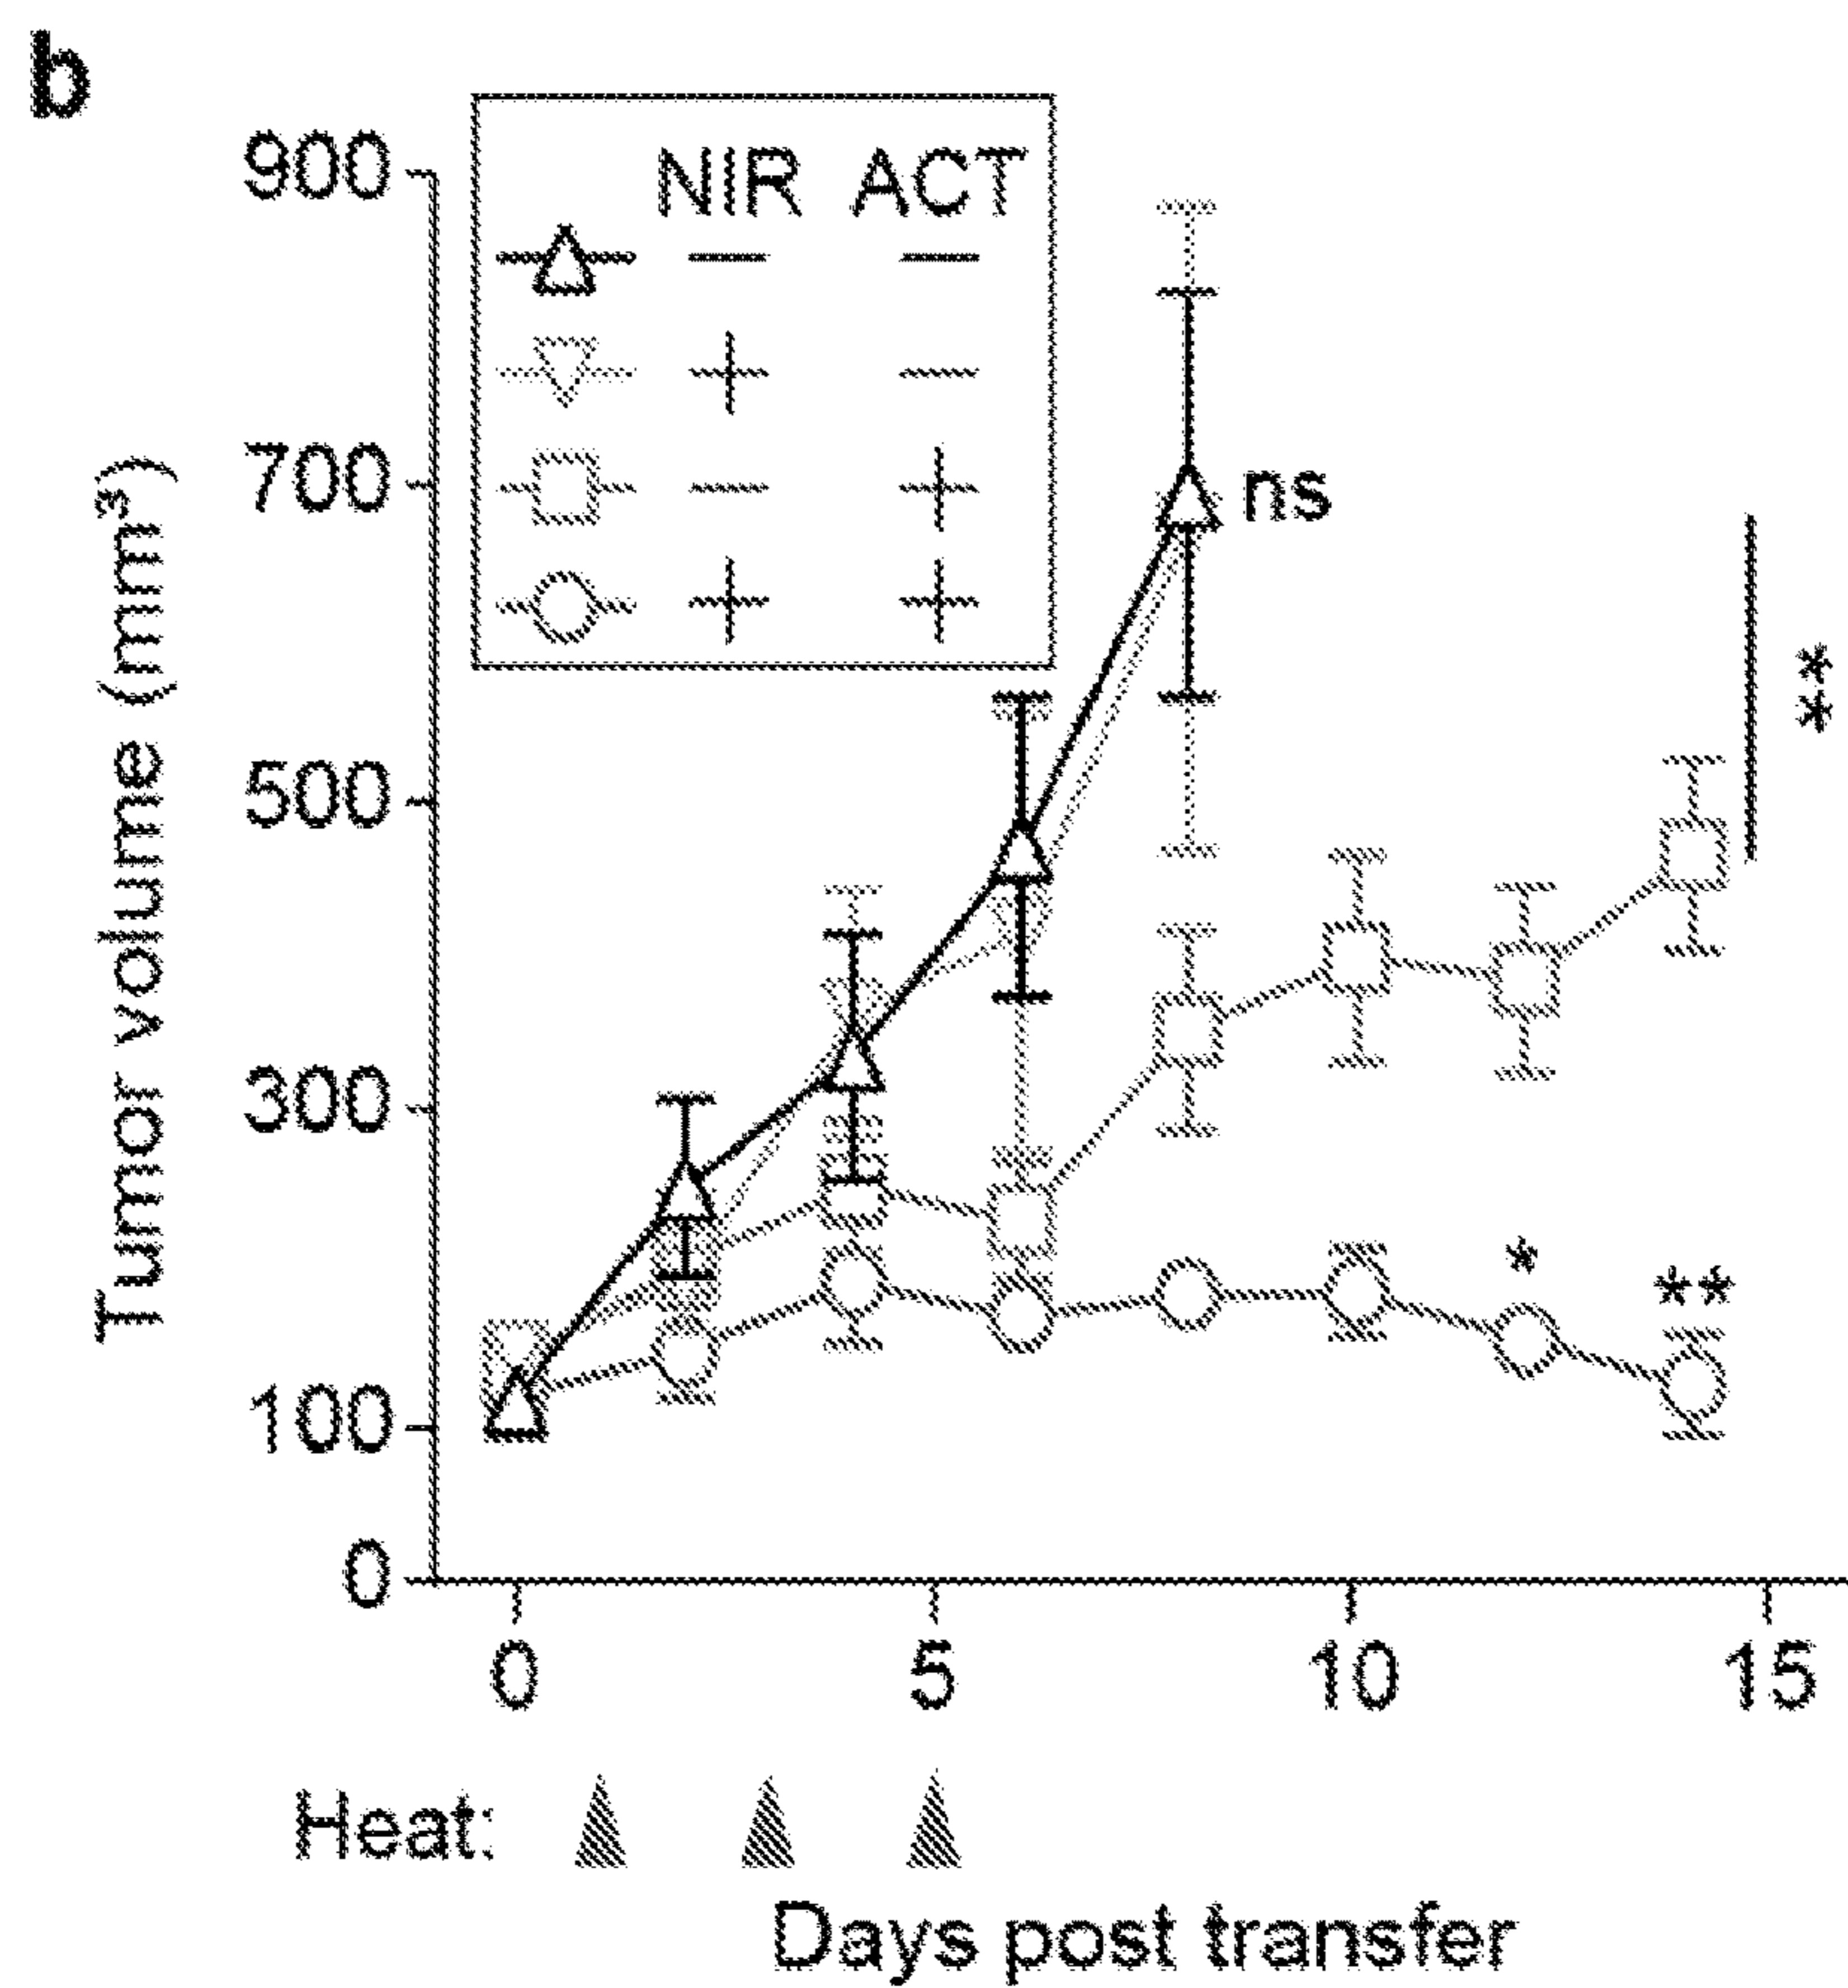 b
900
700
500
300
100
0
Tumor volume (mm³)
NIR ACT
— —
+ —
— +
+ +
ns
**
*
**
0 5 10 15
Heat:
Days post transfer